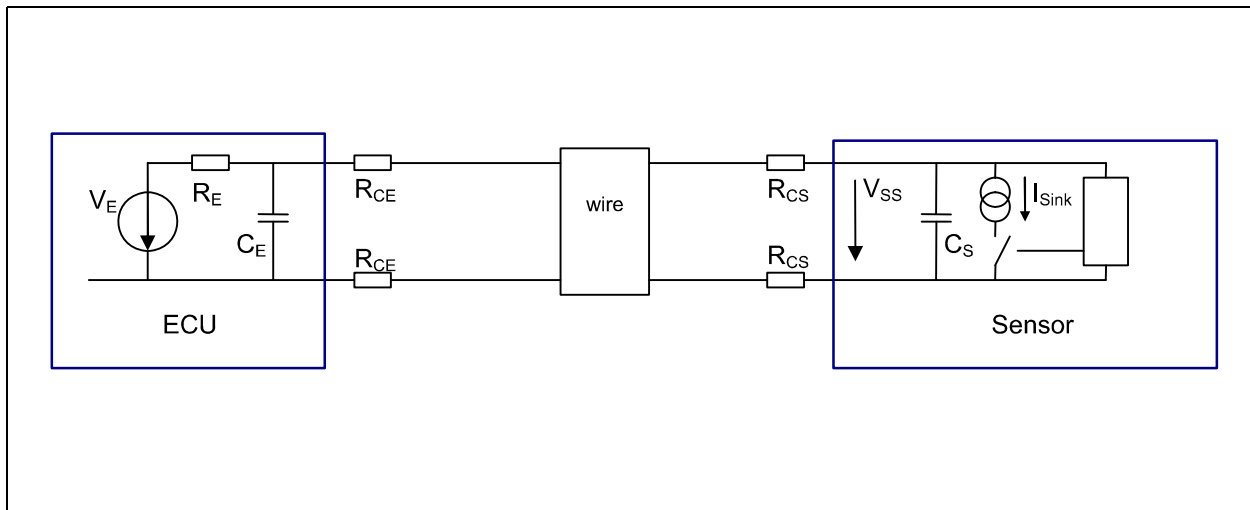 V_E
R_E
C_E
R_CE
R_CE
wire
R_CS
R_CS
V_SS
C_S
I_Sink
ECU
Sensor